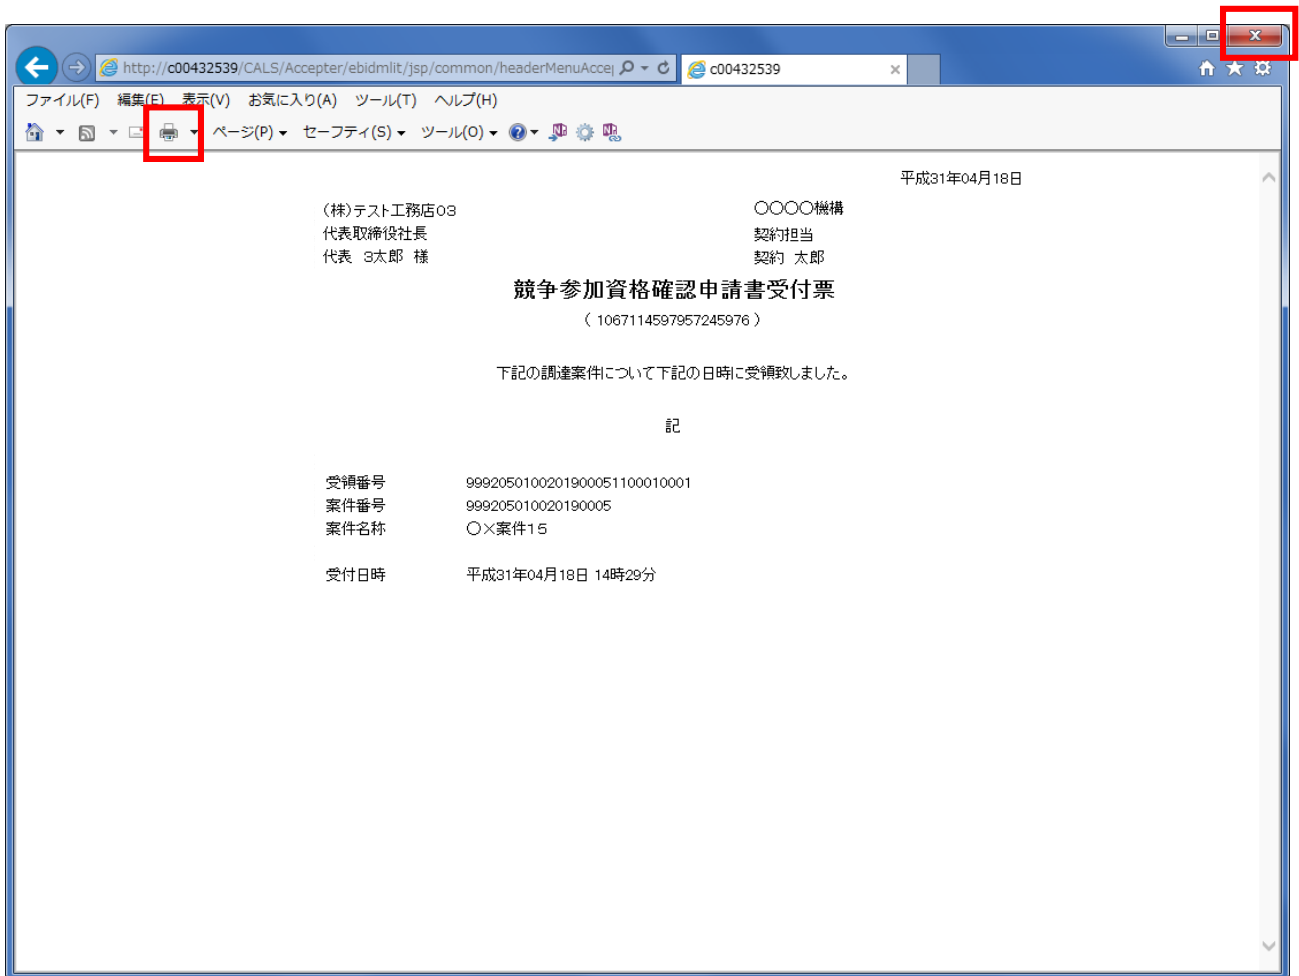 http://c00432539/CALS/Accepter/ebidmlit/jsp/common/headerMenuAcce
c00432539
ファイル(F) 編集(E) 表示(V) お気に入り(A) ツール(T) ヘルプ(H)
ページ(P) セーフティ(S) ツール(O)
平成31年04月18日
(株)テスト工務店03
〇〇〇〇機構
代表取締役社長
契約担当
代表 3太郎 様
契約 太郎
競争参加資格確認申請書受付票
( 1067114597957245976 )
下記の調達案件について下記の日時に受領致しました。
記
受領番号 9992050100201900051100010001
案件番号 999205010020190005
案件名称 〇×案件15
受付日時 平成31年04月18日 14時29分